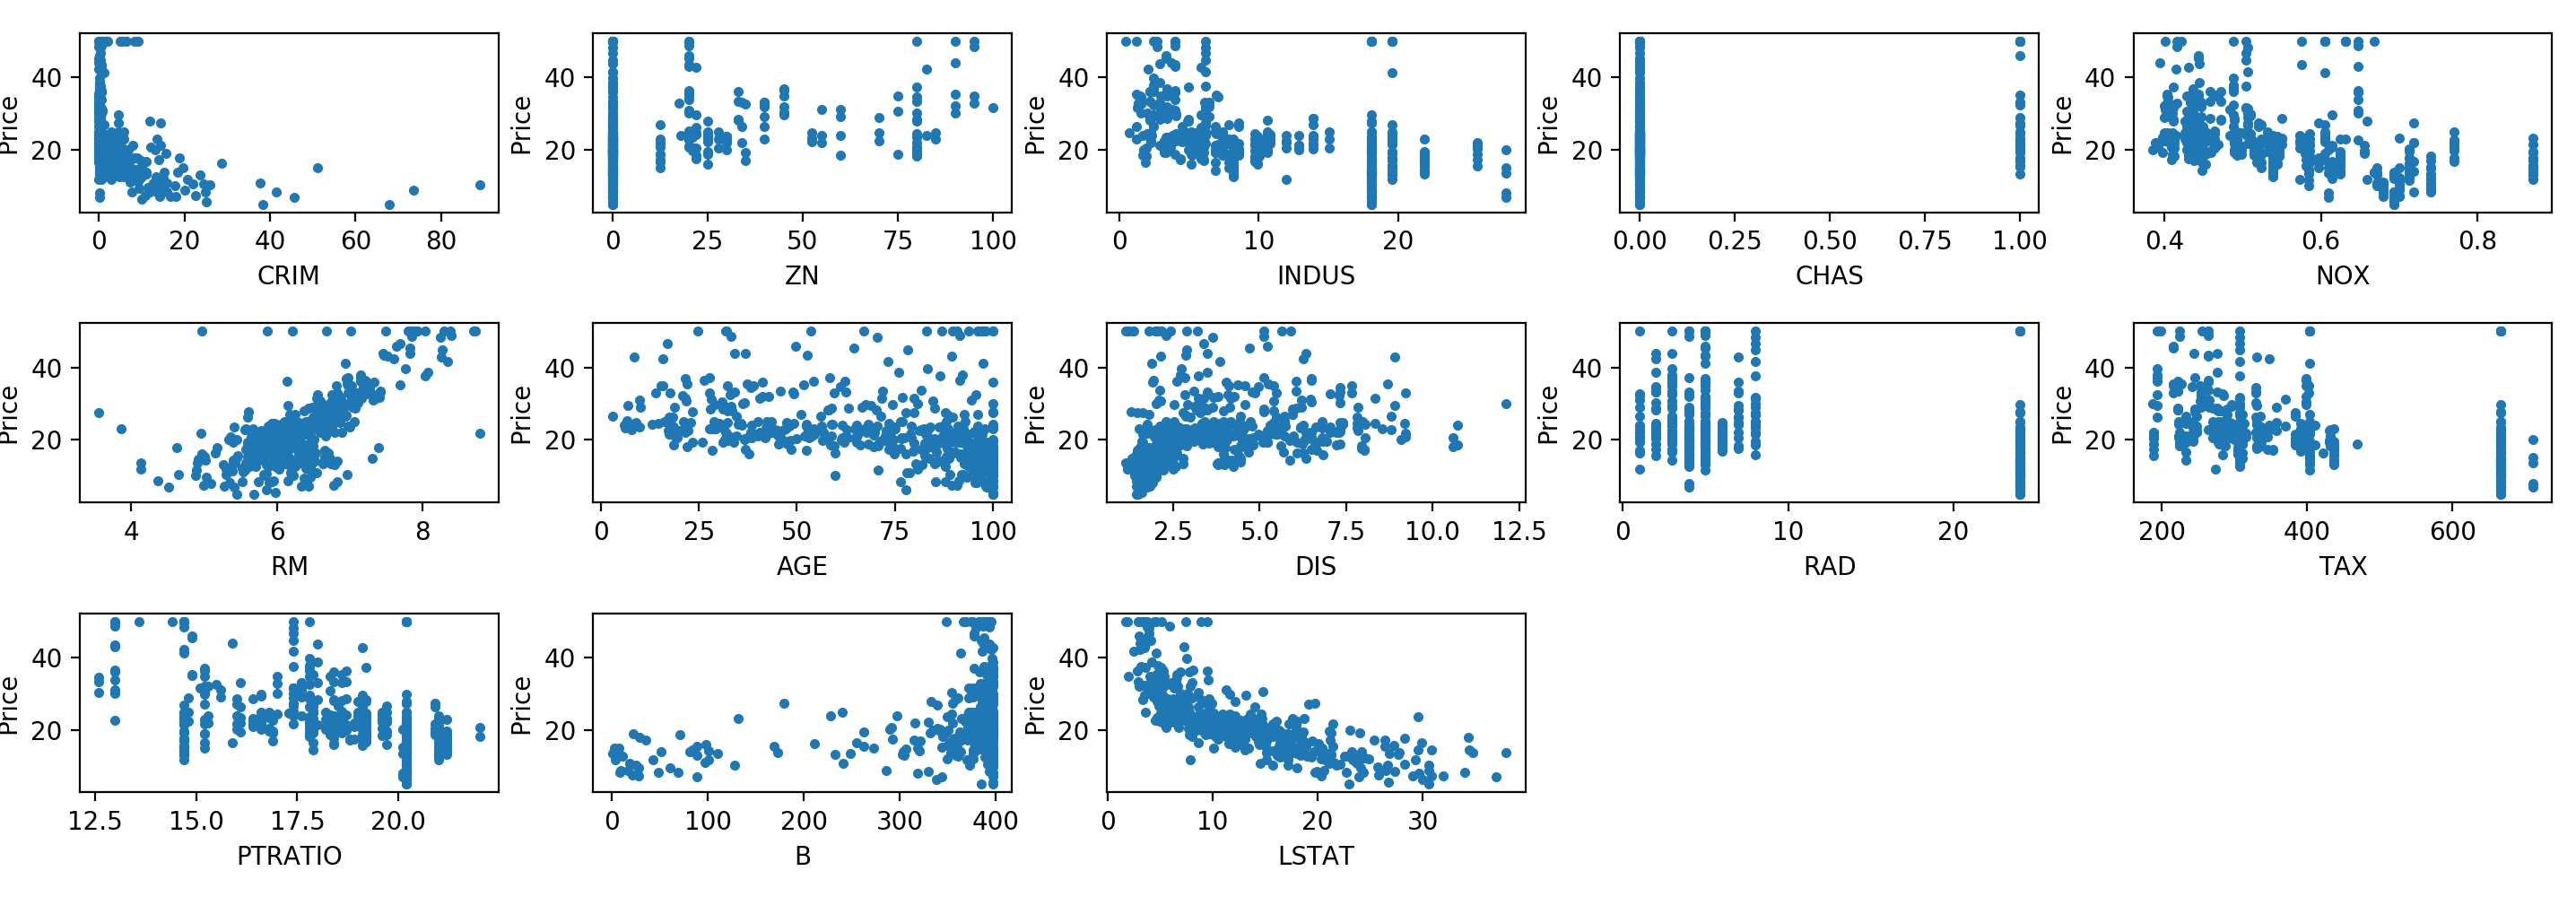 Price
40
20
0 20 40 60 80
CRIM
Price
40
20
0 25 50 75 100
ZN
Price
40
20
0 10 20
INDUS
Price
40
20
0.00 0.25 0.50 0.75 1.00
CHAS
Price
40
20
0.4 0.6 0.8
NOX
Price
40
20
4 6 8
RM
Price
40
20
0 25 50 75 100
AGE
Price
40
20
2.5 5.0 7.5 10.0 12.5
DIS
Price
40
20
0 10 20
RAD
Price
40
20
200 400 600
TAX
Price
40
20
12.5 15.0 17.5 20.0
PTRATIO
Price
40
20
0 100 200 300 400
B
Price
40
20
0 10 20 30
LSTAT